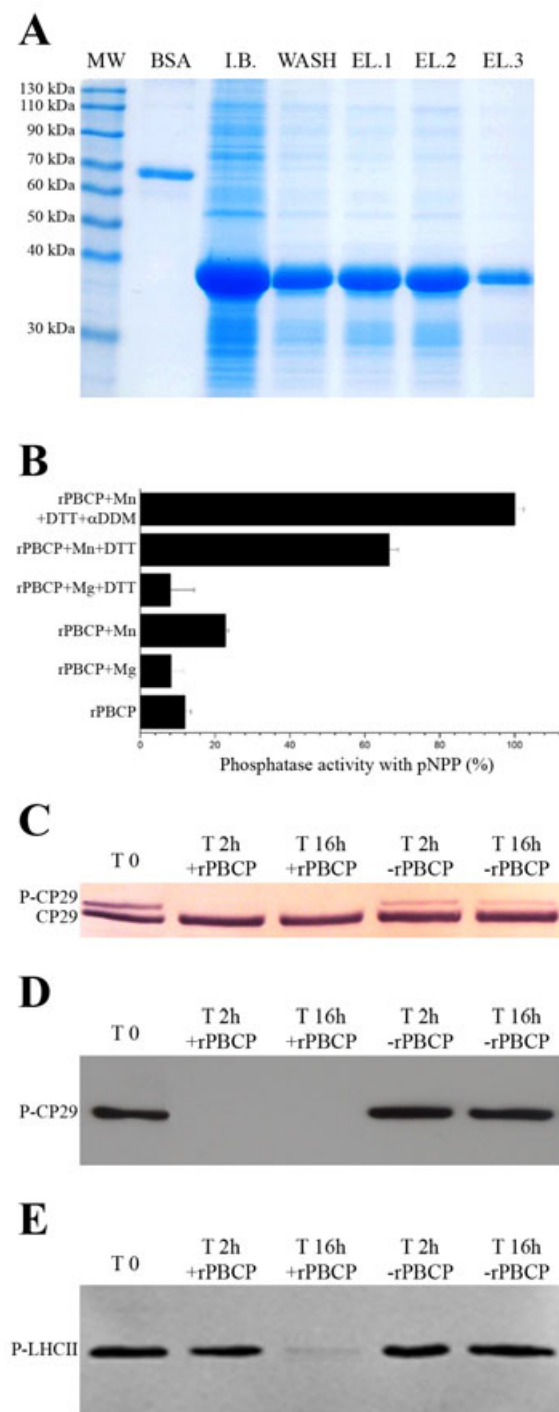 A
MW BSA I.B. WASH EL.1 EL.2 EL.3
130 kDa
110 kDa
90 kDa
70 kDa
60 kDa
50 kDa
40 kDa
30 kDa
B
rPBCP+Mn
+DTT+αDDM
rPBCP+Mn+DTT
rPBCP+Mg+DTT
rPBCP+Mn
rPBCP+Mg
rPBCP
0 20 40 60 80 100
Phosphatase activity with pNPP (%)
C
T 0 T 2h T 16h T 2h T 16h
+rPBCP +rPBCP -rPBCP -rPBCP
P-CP29
CP29
D
T 0 T 2h T 16h T 2h T 16h
+rPBCP +rPBCP -rPBCP -rPBCP
P-CP29
E
T 0 T 2h T 16h T 2h T 16h
+rPBCP +rPBCP -rPBCP -rPBCP
P-LHCII